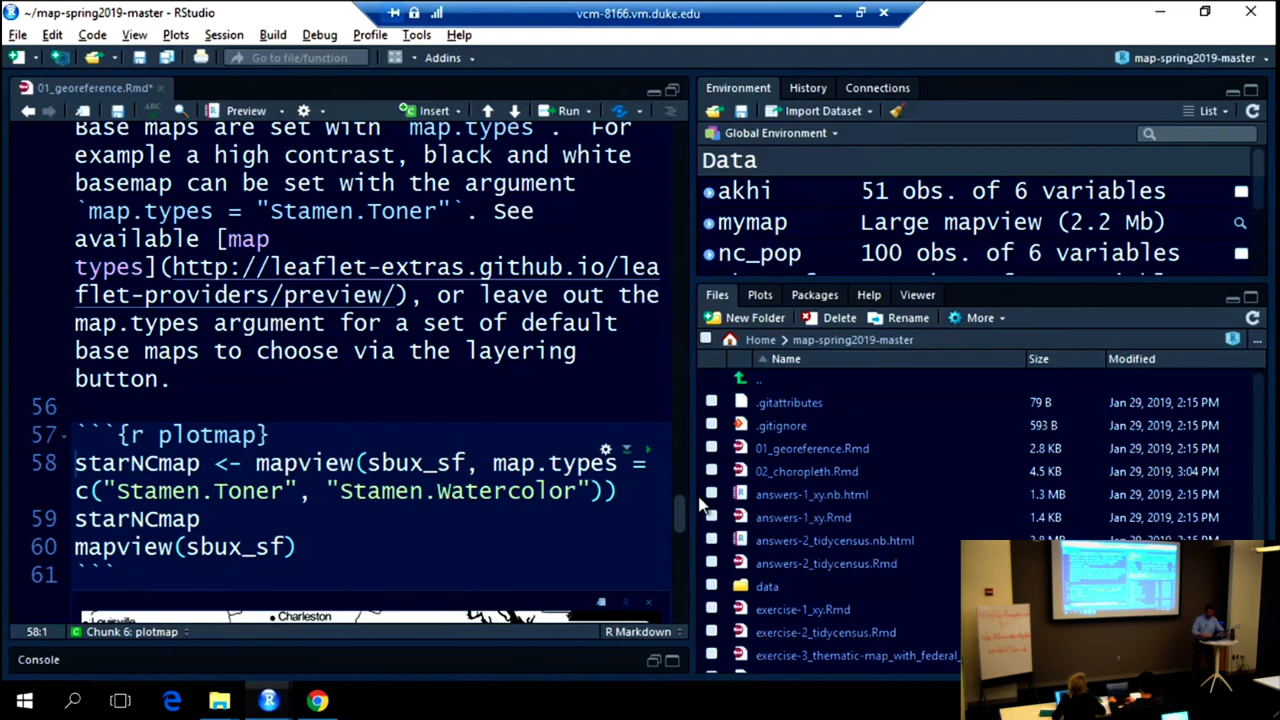 ~/map-spring2019-master - RStudio
vcm-8166.vm.duke.edu
File Edit Code View Plots Session Build Debug Profile Tools Help
Go to file/function
Addins
map-spring2019-master
01_georeference.Rmd*
ABC
Preview
Insert
Run
Base maps are set with `map.types`. For
example a high contrast, black and white
basemap can be set with the argument
`map.types = "Stamen.Toner"`. See
available [map
types](http://leaflet-extras.github.io/lea
flet-providers/preview/), or leave out the
map.types argument for a set of default
base maps to choose via the layering
button.
56
57 ```{r plotmap}
58 starNCmap <- mapview(sbux_sf, map.types =
c("Stamen.Toner", "Stamen.Watercolor"))
59 starNCmap
60 mapview(sbux_sf)
61 ```
Louisville
Charleston
58:1 Chunk 6: plotmap R Markdown
Console
Environment History Connections
Import Dataset List
Global Environment
Data
akhi 51 obs. of 6 variables
mymap Large mapview (2.2 Mb)
nc_pop 100 obs. of 6 variables
Files Plots Packages Help Viewer
New Folder Delete Rename More
Home map-spring2019-master
Name Size Modified
..
.gitattributes 79 B Jan 29, 2019, 2:15 PM
.gitignore 593 B Jan 29, 2019, 2:15 PM
01_georeference.Rmd 2.8 KB Jan 29, 2019, 2:15 PM
02_choropleth.Rmd 4.5 KB Jan 29, 2019, 3:04 PM
answers-1_xy.nb.html 1.3 MB Jan 29, 2019, 2:15 PM
answers-1_xy.Rmd 1.4 KB Jan 29, 2019, 2:15 PM
answers-2_tidycensus.nb.html 3.8 MB Jan 29, 2019, 2:15 PM
answers-2_tidycensus.Rmd
data
exercise-1_xy.Rmd
exercise-2_tidycensus.Rmd
exercise-3_thematic-map_with_federal_